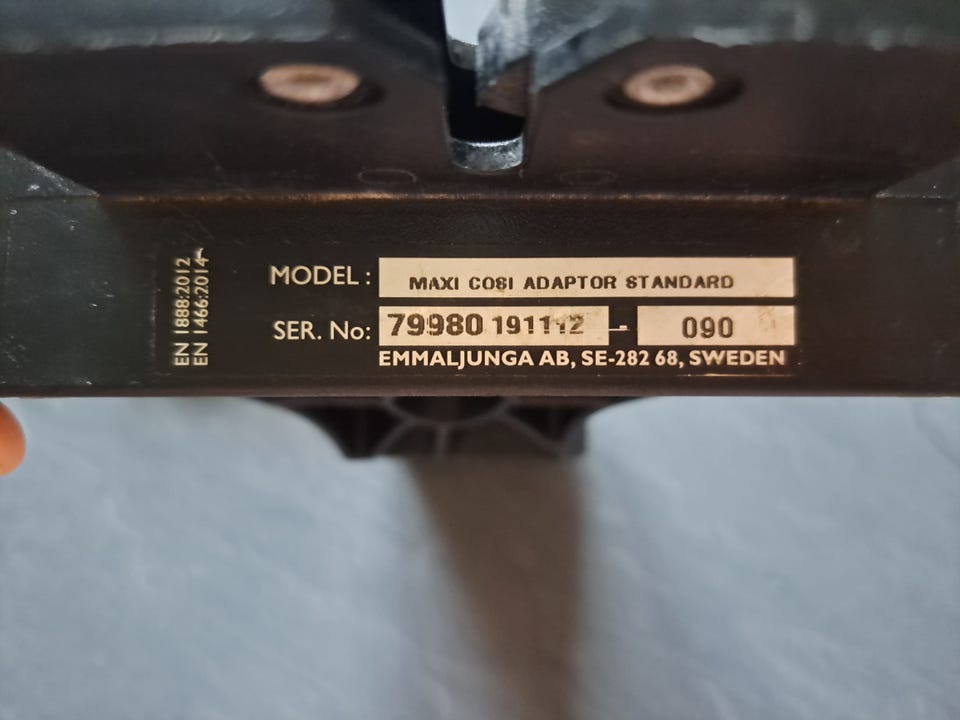 EN 1888:2012
EN 1466:2014
MODEL : MAXI COSI ADAPTOR STANDARD
SER. No: 79980 191112 - 090
EMMALJUNGA AB, SE-282 68, SWEDEN